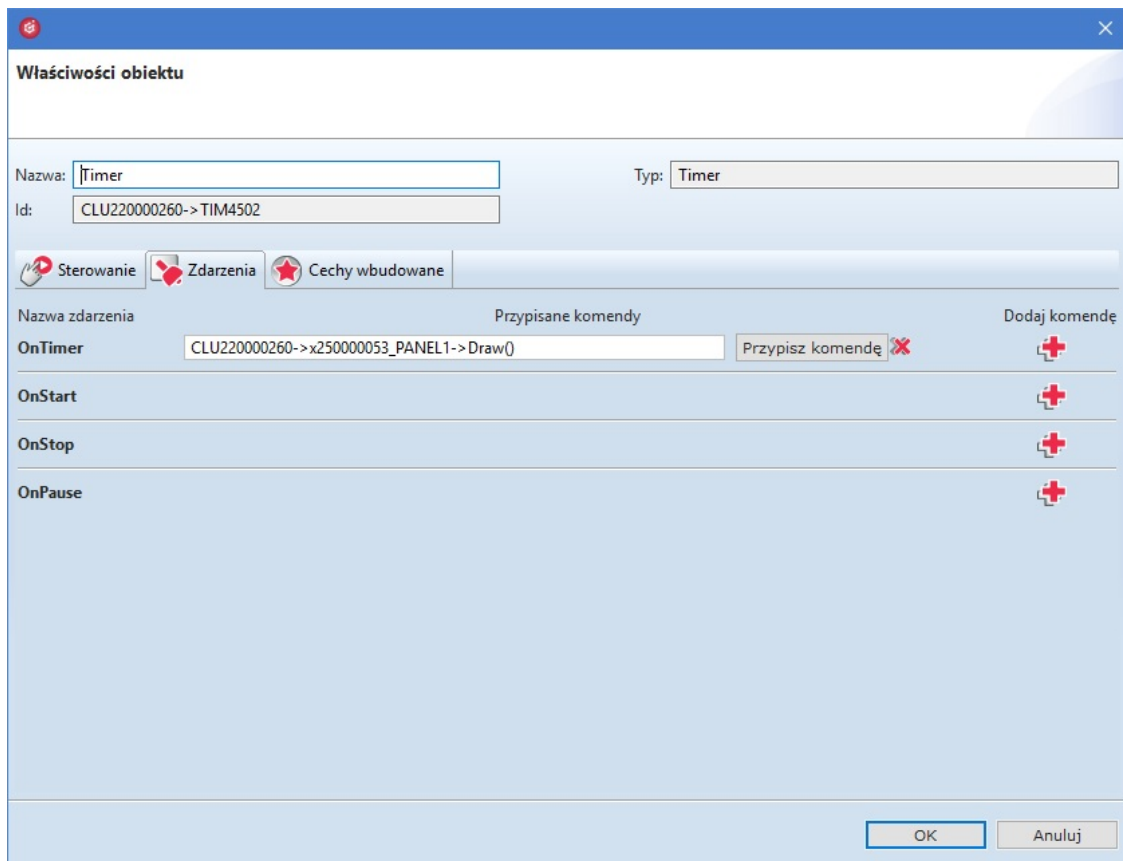 Właściwości obiektu
Nazwa: Timer Typ: Timer
Id: CLU220000260->TIM4502
Sterowanie Zdarzenia Cechy wbudowane
Nazwa zdarzenia Przypisane komendy Dodaj komendę
OnTimer CLU220000260->x250000053_PANEL1->Draw() Przypisz komendę
OnStart
OnStop
OnPause
OK Anuluj